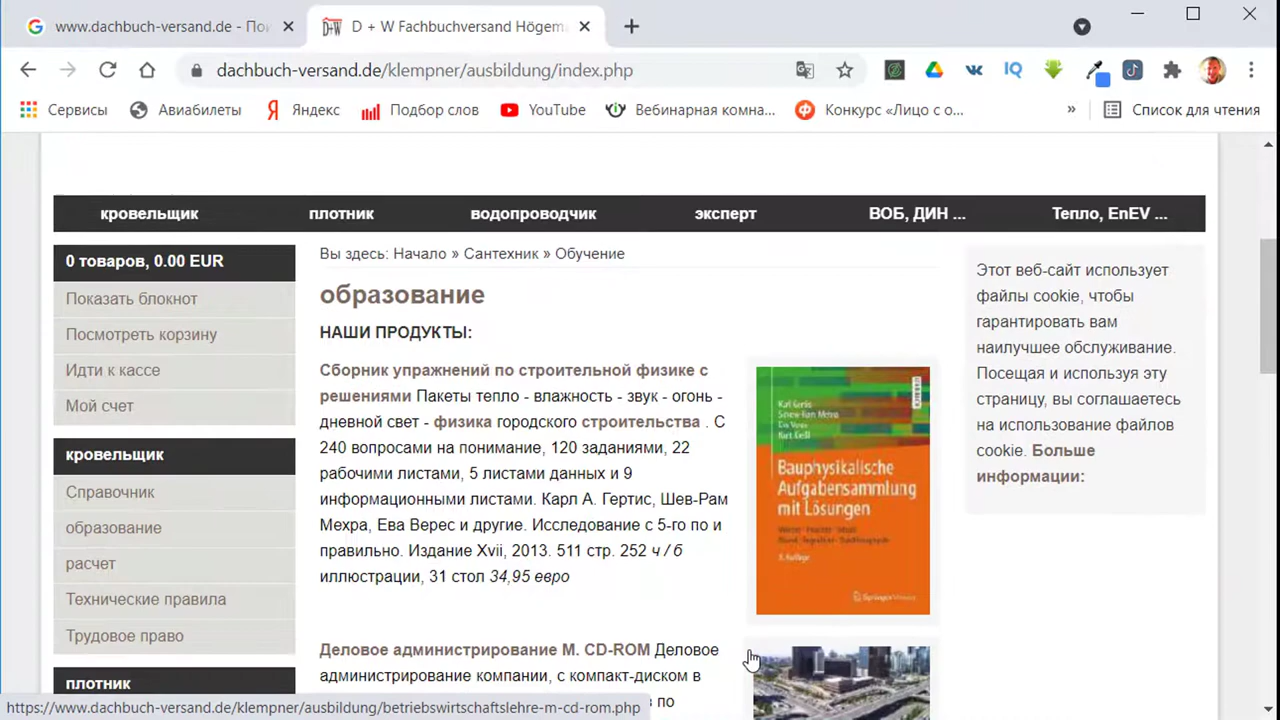 www.dachbuch-versand.de - По
D + W Fachbuchversand Högem
dachbuch-versand.de/klempner/ausbildung/index.php
Сервисы
Авиабилеты
Яндекс
Подбор слов
YouTube
Вебинарная комна...
Конкурс «Лицо с о...
»
Список для чтения
кровельщик
плотник
водопроводчик
эксперт
ВОБ, ДИН ...
Тепло, EnEV ...
0 товаров, 0.00 EUR
Показать блокнот
Посмотреть корзину
Идти к кассе
Мой счет
кровельщик
Справочник
образование
расчет
Технические правила
Трудовое право
плотник
Вы здесь: Начало » Сантехник » Обучение
образование
НАШИ ПРОДУКТЫ:
Сборник упражнений по строительной физике с
решениями Пакеты тепло - влажность - звук - огонь -
дневной свет - физика городского строительства . С
240 вопросами на понимание, 120 заданиями, 22
рабочими листами, 5 листами данных и 9
информационными листами. Карл А. Гертис, Шев-Рам
Мехра, Ева Верес и другие. Исследование с 5-го по и
правильно. Издание Xvii, 2013. 511 стр. 252 ч / б
иллюстрации, 31 стол 34,95 евро
Bauphysikalische
Aufgabensammlung
mit Lösungen
Деловое администрирование М. CD-ROM Деловое
администрирование компании, с компакт-диском в
по
Этот веб-сайт использует
файлы cookie, чтобы
гарантировать вам
наилучшее обслуживание.
Посещая и используя эту
страницу, вы соглашаетесь
на использование файлов
cookie. Больше
информации:
https://www.dachbuch-versand.de/klempner/ausbildung/betriebswirtschaftslehre-m-cd-rom.php